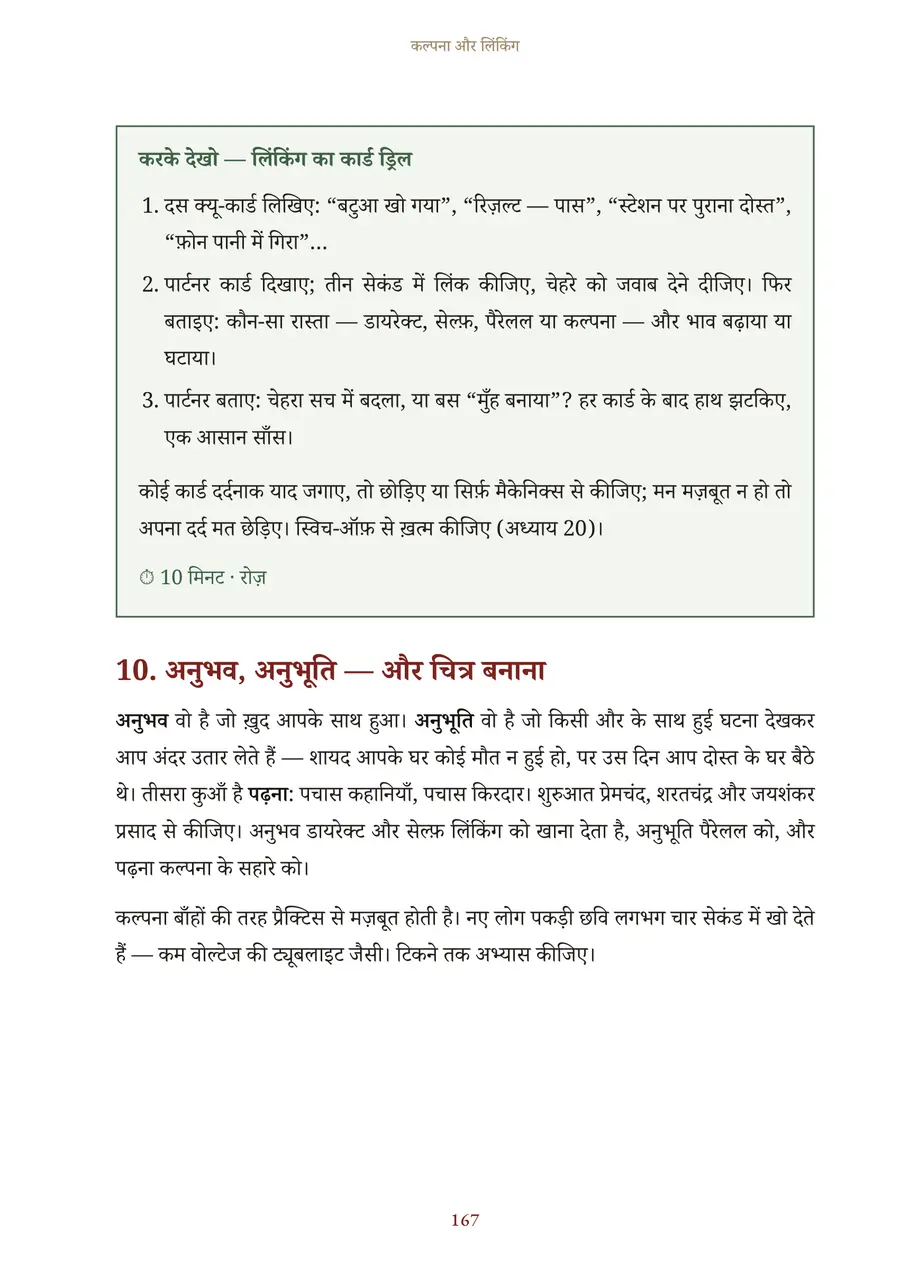 कल्पना और लिंकिंग
करके देखो — लिंकिंग का कार्ड ड्रिल
1. दस क्यू-कार्ड लिखिए: “बटुआ खो गया”, “रिज़ल्ट — पास”, “स्टेशन पर पुराना दोस्त”,
“फ़ोन पानी में गिरा”…
2. पार्टनर कार्ड दिखाए; तीन सेकंड में लिंक कीजिए, चेहरे को जवाब देने दीजिए। फिर
बताइए: कौन-सा रास्ता — डायरेक्ट, सेल्फ़, पैरेलल या कल्पना — और भाव बढ़ाया या
घटाया।
3. पार्टनर बताए: चेहरा सच में बदला, या बस “मुँह बनाया”? हर कार्ड के बाद हाथ झटकिए,
एक आसान साँस।
कोई कार्ड दर्दनाक याद जगाए, तो छोड़िए या सिर्फ़ मैकेनिक्स से कीजिए; मन मज़बूत न हो तो
अपना दर्द मत छेड़िए। स्विच-ऑफ़ से ख़त्म कीजिए (अध्याय 20)।
⏱ 10 मिनट · रोज़
10. अनुभव, अनुभूति — और चित्र बनाना
अनुभव वो है जो ख़ुद आपके साथ हुआ। अनुभूति वो है जो किसी और के साथ हुई घटना देखकर
आप अंदर उतार लेते हैं — शायद आपके घर कोई मौत न हुई हो, पर उस दिन आप दोस्त के घर बैठे
थे। तीसरा कुआँ है पढ़ना: पचास कहानियाँ, पचास किरदार। शुरुआत प्रेमचंद, शरतचंद्र और जयशंकर
प्रसाद से कीजिए। अनुभव डायरेक्ट और सेल्फ़ लिंकिंग को खाना देता है, अनुभूति पैरेलल को, और
पढ़ना कल्पना के सहारे को।
कल्पना बाँहों की तरह प्रैक्टिस से मज़बूत होती है। नए लोग पकड़ी छवि लगभग चार सेकंड में खो देते
हैं — कम वोल्टेज की ट्यूबलाइट जैसी। टिकने तक अभ्यास कीजिए।
167